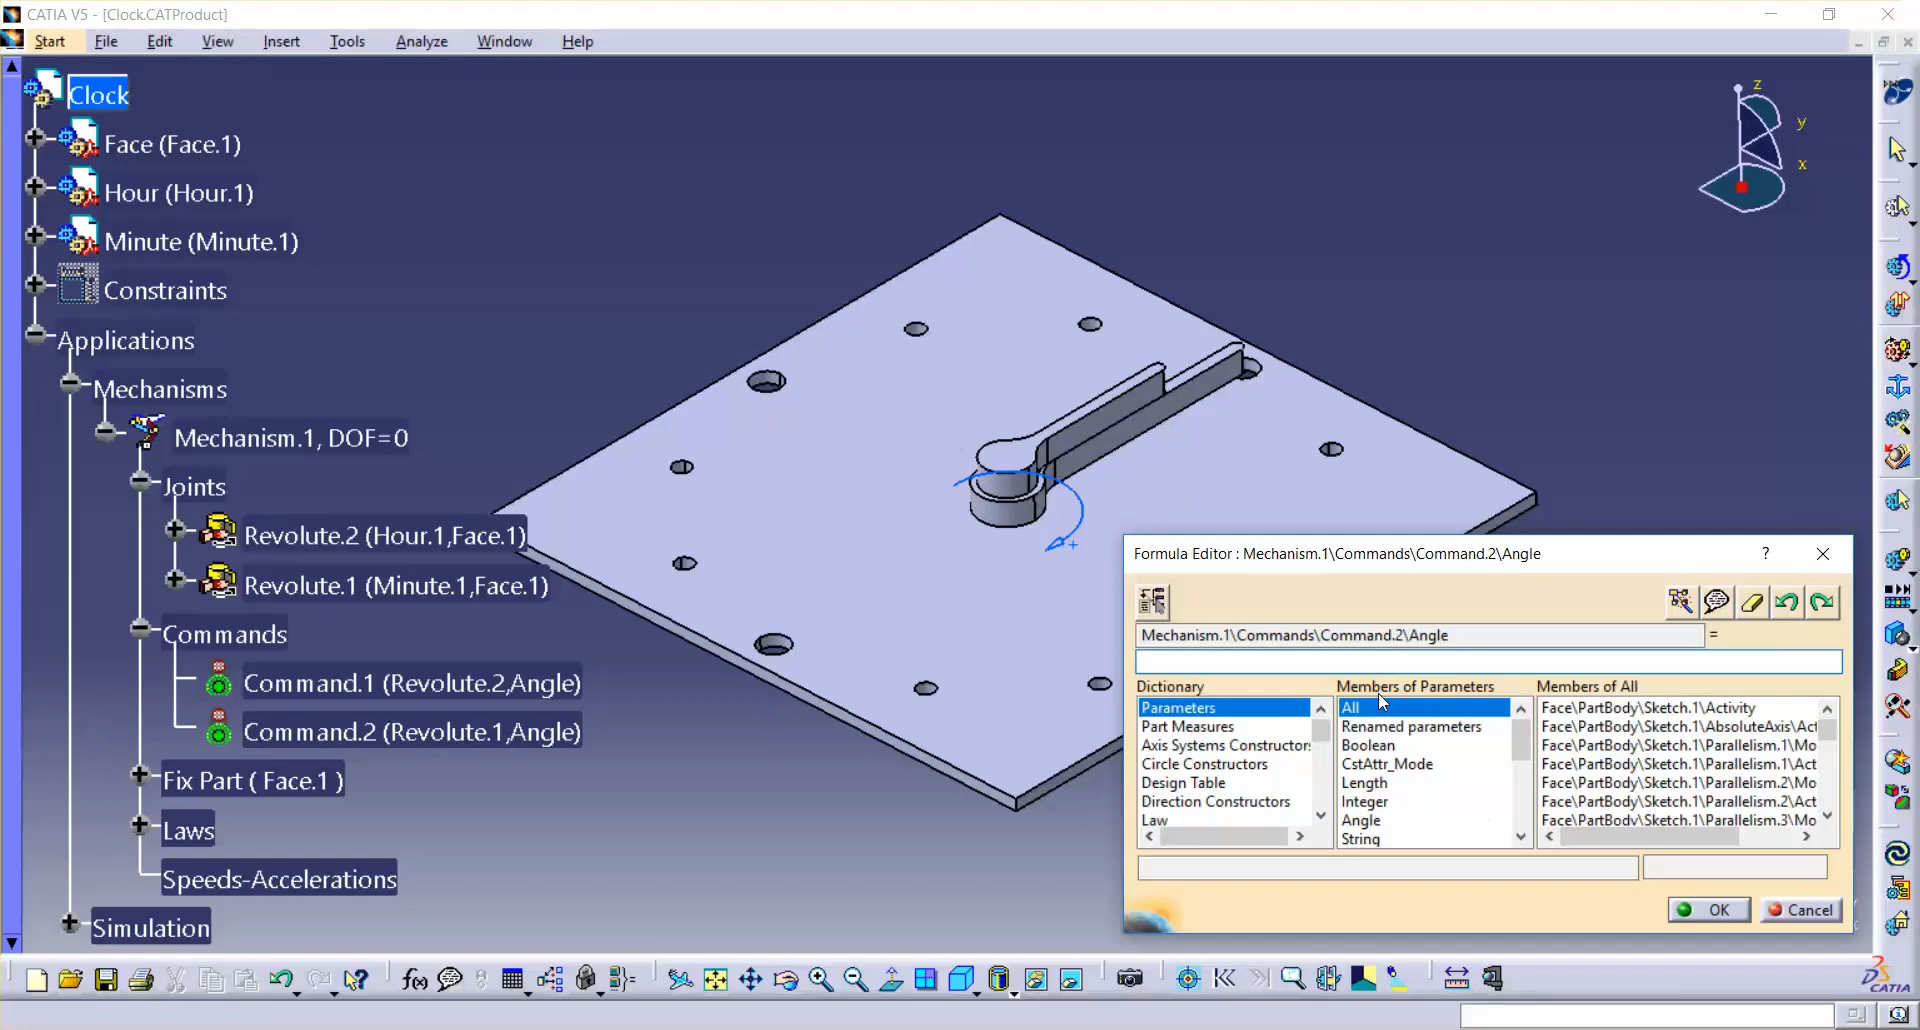 CATIA V5 - [Clock.CATProduct]
Start File Edit View Insert Tools Analyze Window Help
Clock
Face (Face.1)
Hour (Hour.1)
Minute (Minute.1)
Constraints
Applications
Mechanisms
Mechanism.1, DOF=0
Joints
Revolute.2 (Hour.1,Face.1)
Revolute.1 (Minute.1,Face.1)
Commands
Command.1 (Revolute.2,Angle)
Command.2 (Revolute.1,Angle)
Fix Part ( Face.1 )
Laws
Speeds-Accelerations
Simulation
z
y
x
+
Formula Editor : Mechanism.1\Commands\Command.2\Angle ?
Mechanism.1\Commands\Command.2\Angle =
Dictionary Members of Parameters Members of All
Parameters All Face\PartBody\Sketch.1\Activity
Part Measures Renamed parameters Face\PartBody\Sketch.1\AbsoluteAxis\Act
Axis Systems Constructors Boolean Face\PartBody\Sketch.1\Parallelism.1\Mo
Circle Constructors CstAttr_Mode Face\PartBody\Sketch.1\Parallelism.1\Act
Design Table Length Face\PartBody\Sketch.1\Parallelism.2\Mo
Direction Constructors Integer Face\PartBody\Sketch.1\Parallelism.2\Act
Law Angle Face\PartBody\Sketch.1\Parallelism.3\Mo
String
OK Cancel
f(x)
CATIA